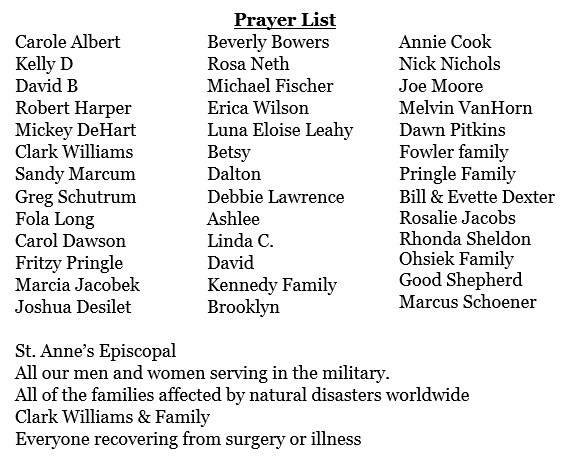 Prayer List
Carole Albert
Kelly D
David B
Robert Harper
Mickey DeHart
Clark Williams
Sandy Marcum
Greg Schutrum
Fola Long
Carol Dawson
Fritzy Pringle
Marcia Jacobek
Joshua Desilet
Beverly Bowers
Rosa Neth
Michael Fischer
Erica Wilson
Luna Eloise Leahy
Betsy
Dalton
Debbie Lawrence
Ashlee
Linda C.
David
Kennedy Family
Brooklyn
Annie Cook
Nick Nichols
Joe Moore
Melvin VanHorn
Dawn Pitkins
Fowler family
Pringle Family
Bill & Evette Dexter
Rosalie Jacobs
Rhonda Sheldon
Ohsiek Family
Good Shepherd
Marcus Schoener
St. Anne’s Episcopal
All our men and women serving in the military.
All of the families affected by natural disasters worldwide
Clark Williams & Family
Everyone recovering from surgery or illness